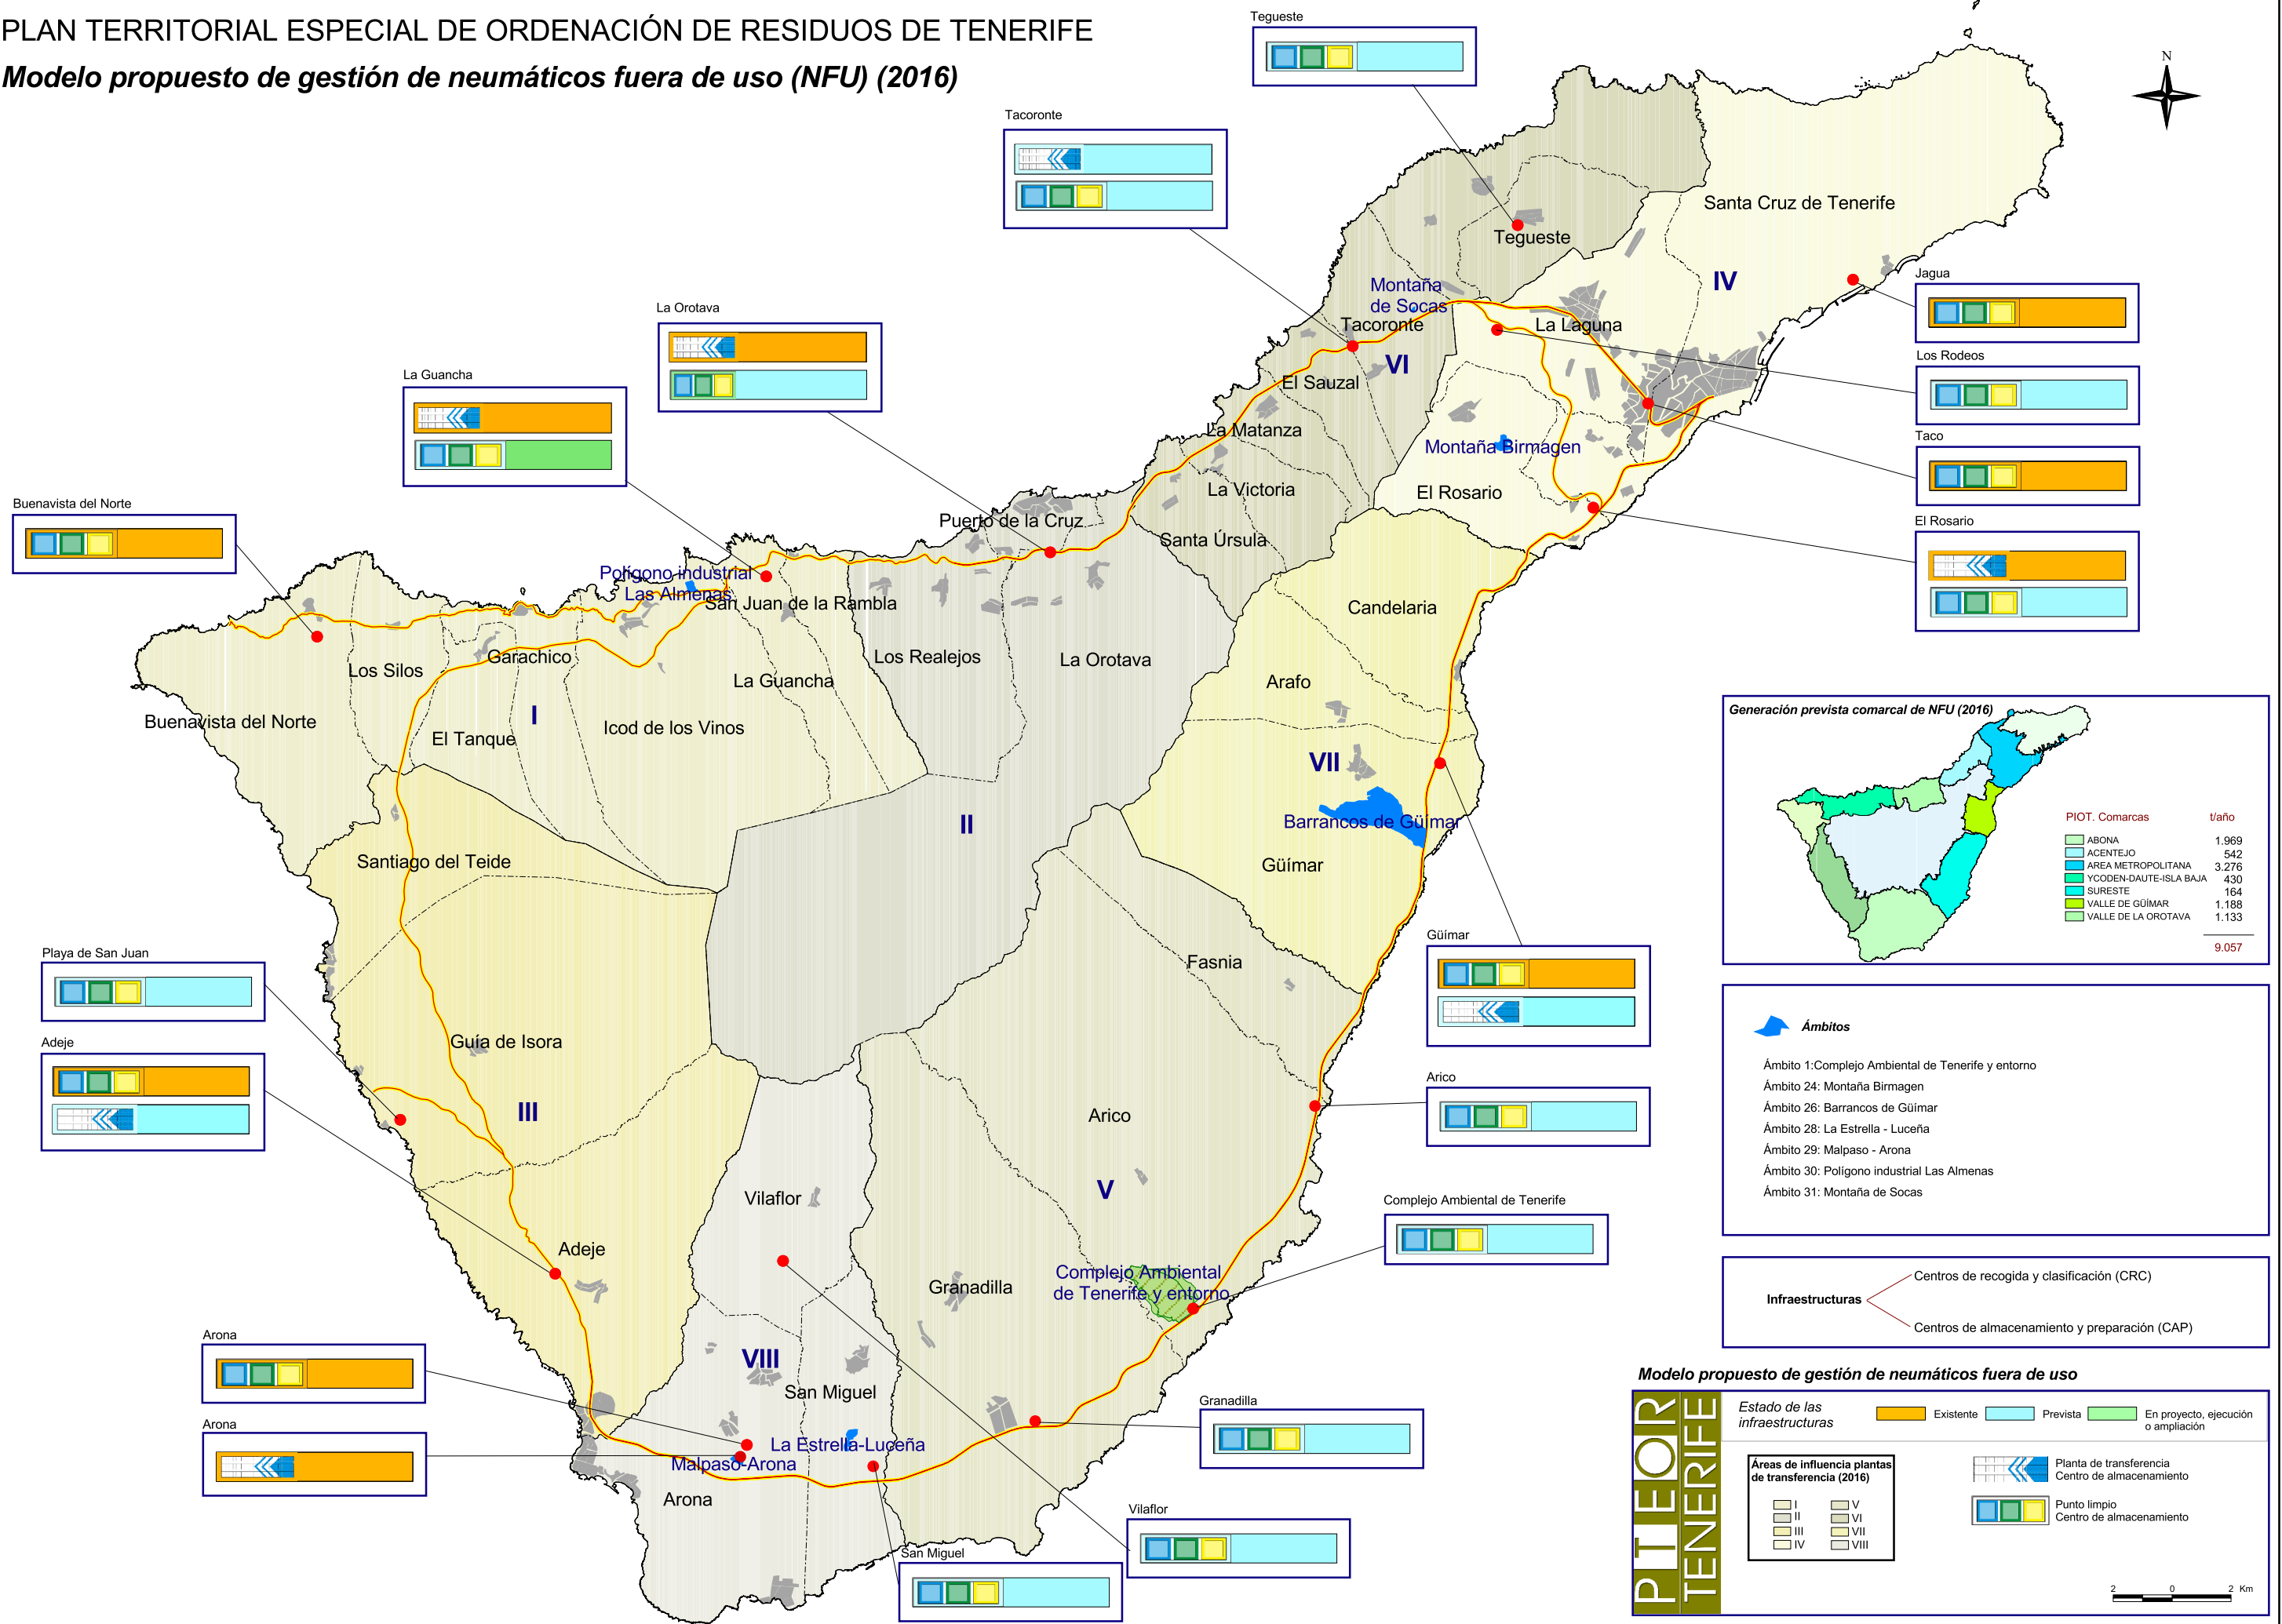 PLAN TERRITORIAL ESPECIAL DE ORDENACIÓN DE RESIDUOS DE TENERIFE
Modelo propuesto de gestión de neumáticos fuera de uso (NFU) (2016)
Tegueste
Tacoronte
La Orotava
La Guancha
Buenavista del Norte
N
Santa Cruz de Tenerife
Tegueste
IV
Montaña
de Socas
Tacoronte
La Laguna
VI
El Sauzal
La Matanza
Montaña Birmagen
La Victoria
El Rosario
Puerto de la Cruz
Santa Úrsula
Jagua
Los Rodeos
Taco
El Rosario
Polígono industrial
Las Almenas
San Juan de la Rambla
Candelaria
Los Silos
Garachico
Los Realejos
La Orotava
La Guancha
Arafo
Buenavista del Norte
I
El Tanque
Icod de los Vinos
VII
II
Barrancos de Güímar
Santiago del Teide
Güímar
Fasnia
Guía de Isora
III
Arico
V
Vilaflor
Adeje
Granadilla
Complejo Ambiental
de Tenerife y entorno
VIII
San Miguel
La Estrella-Luceña
Malpaso-Arona
Arona
Playa de San Juan
Adeje
Arona
Arona
Güímar
Arico
Complejo Ambiental de Tenerife
Granadilla
Vilaflor
San Miguel
Generación prevista comarcal de NFU (2016)
PIOT. Comarcas t/año
ABONA 1.969
ACENTEJO 542
AREA METROPOLITANA 3.276
YCODEN-DAUTE-ISLA BAJA 430
SURESTE 164
VALLE DE GÜÍMAR 1.188
VALLE DE LA OROTAVA 1.133
9.057
Ámbitos
Ámbito 1:Complejo Ambiental de Tenerife y entorno
Ámbito 24: Montaña Birmagen
Ámbito 26: Barrancos de Güímar
Ámbito 28: La Estrella - Luceña
Ámbito 29: Malpaso - Arona
Ámbito 30: Polígono industrial Las Almenas
Ámbito 31: Montaña de Socas
Infraestructuras
Centros de recogida y clasificación (CRC)
Centros de almacenamiento y preparación (CAP)
Modelo propuesto de gestión de neumáticos fuera de uso
PTEOR
TENERIFE
Estado de las
infraestructuras
Existente
Prevista
En proyecto, ejecución
o ampliación
Áreas de influencia plantas
de transferencia (2016)
I V
II VI
III VII
IV VIII
Planta de transferencia
Centro de almacenamiento
Punto limpio
Centro de almacenamiento
2 0 2 Km